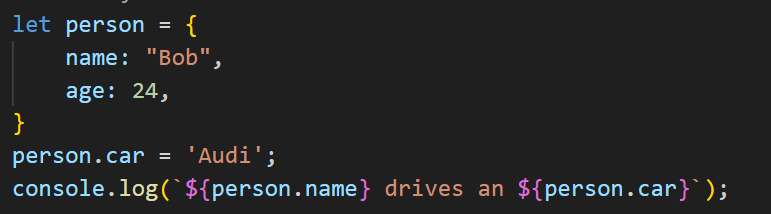 let person = {
    name: "Bob",
    age: 24,
}
person.car = 'Audi';
console.log(`${person.name} drives an ${person.car}`);